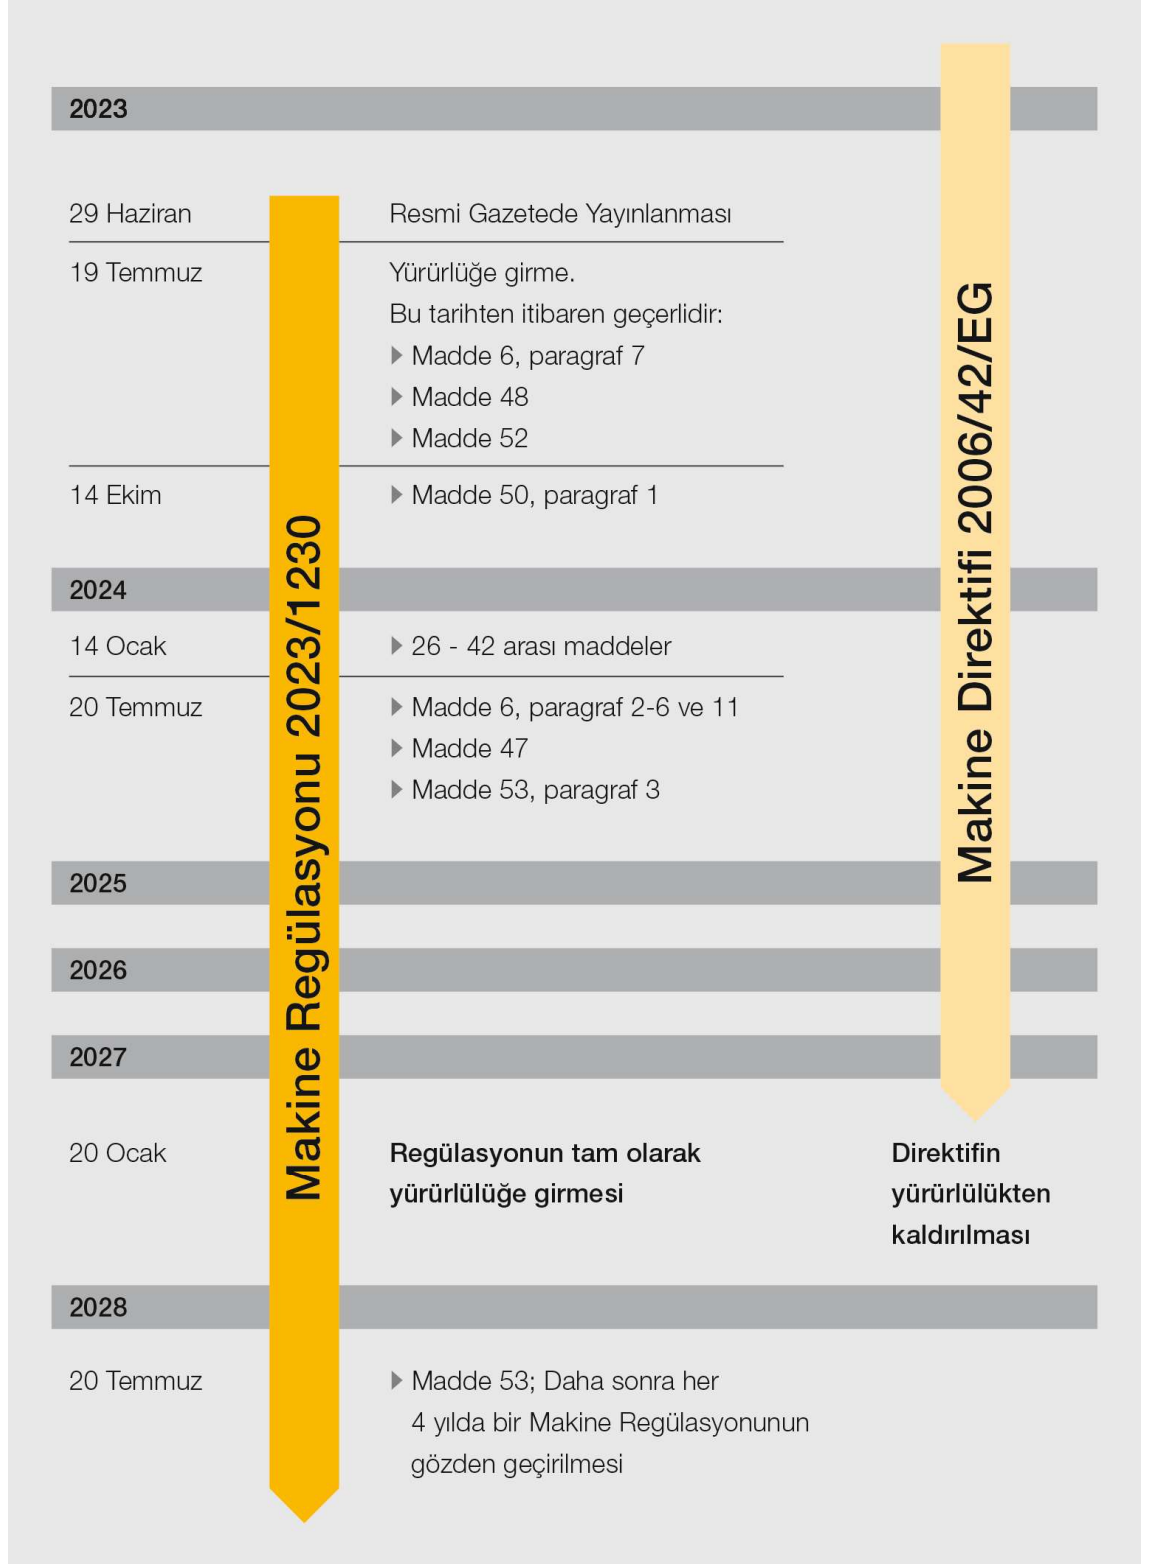 2023
29 Haziran
Resmi Gazetede Yayınlanması
19 Temmuz
Yürürlüğe girme.
Bu tarihten itibaren geçerlidir:
Madde 6, paragraf 7
Madde 48
Madde 52
14 Ekim
Madde 50, paragraf 1
2024
14 Ocak
26 - 42 arası maddeler
20 Temmuz
Madde 6, paragraf 2-6 ve 11
Madde 47
Madde 53, paragraf 3
2025
2026
2027
20 Ocak
Regülasyonun tam olarak
yürürlülüğe girmesi
Direktifin
yürürlülükten
kaldırılması
2028
20 Temmuz
Madde 53; Daha sonra her
4 yılda bir Makine Regülasyonunun
gözden geçirilmesi
Makine Regülasyonu 2023/1230
Makine Direktifi 2006/42/EG